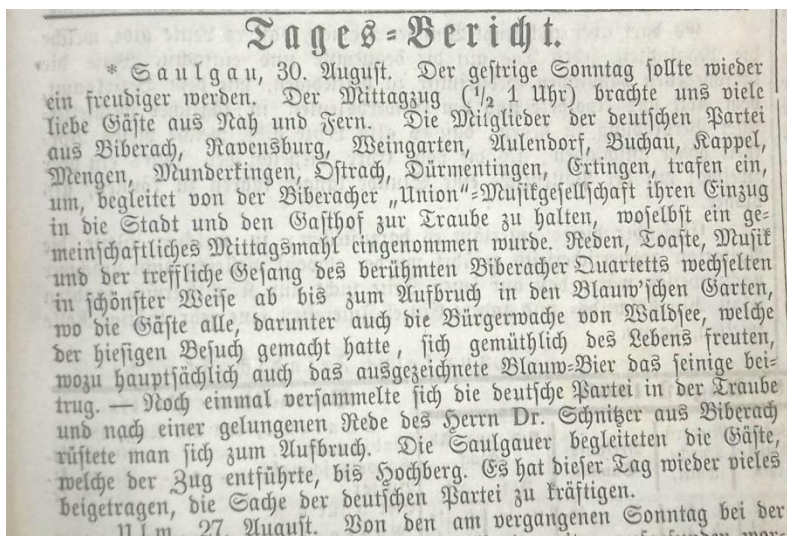 Tages-Bericht.
* Saulgau, 30. August. Der gestrige Sonntag sollte wieder
ein freudiger werden. Der Mittagzug (1/2 1 Uhr) brachte uns viele
liebe Gäste aus Nah und Fern. Die Mitglieder der deutschen Partei
aus Biberach, Ravensburg, Weingarten, Aulendorf, Buchau, Kappel,
Mengen, Munderkingen, Ostrach, Dürmentingen, Ertingen, trafen ein,
um, begleitet von der Biberacher „Union"-Musikgesellschaft ihren Einzug
in die Stadt und den Gasthof zur Traube zu halten, woselbst ein ge-
meinschaftliches Mittagsmahl eingenommen wurde. Reden, Toaste, Musik
und der treffliche Gesang des berühmten Biberacher Quartetts wechselten
in schönster Weise ab bis zum Aufbruch in den Blauw'schen Garten,
wo die Gäste alle, darunter auch die Bürgerwache von Waldsee, welche
der hiesigen Besuch gemacht hatte, sich gemüthlich des Lebens freuten,
wozu hauptsächlich auch das ausgezeichnete Blauw-Bier das seinige bei-
trug. — Noch einmal versammelte sich die deutsche Partei in der Traube
und nach einer gelungenen Rede des Herrn Dr. Schnitzer aus Biberach
rüstete man sich zum Aufbruch. Die Saulgauer begleiteten die Gäste,
welche der Zug entführte, bis Hochberg. Es hat dieser Tag wieder vieles
beigetragen, die Sache der deutschen Partei zu kräftigen.
Ulm, 27. August. Von den am vergangenen Sonntag bei der